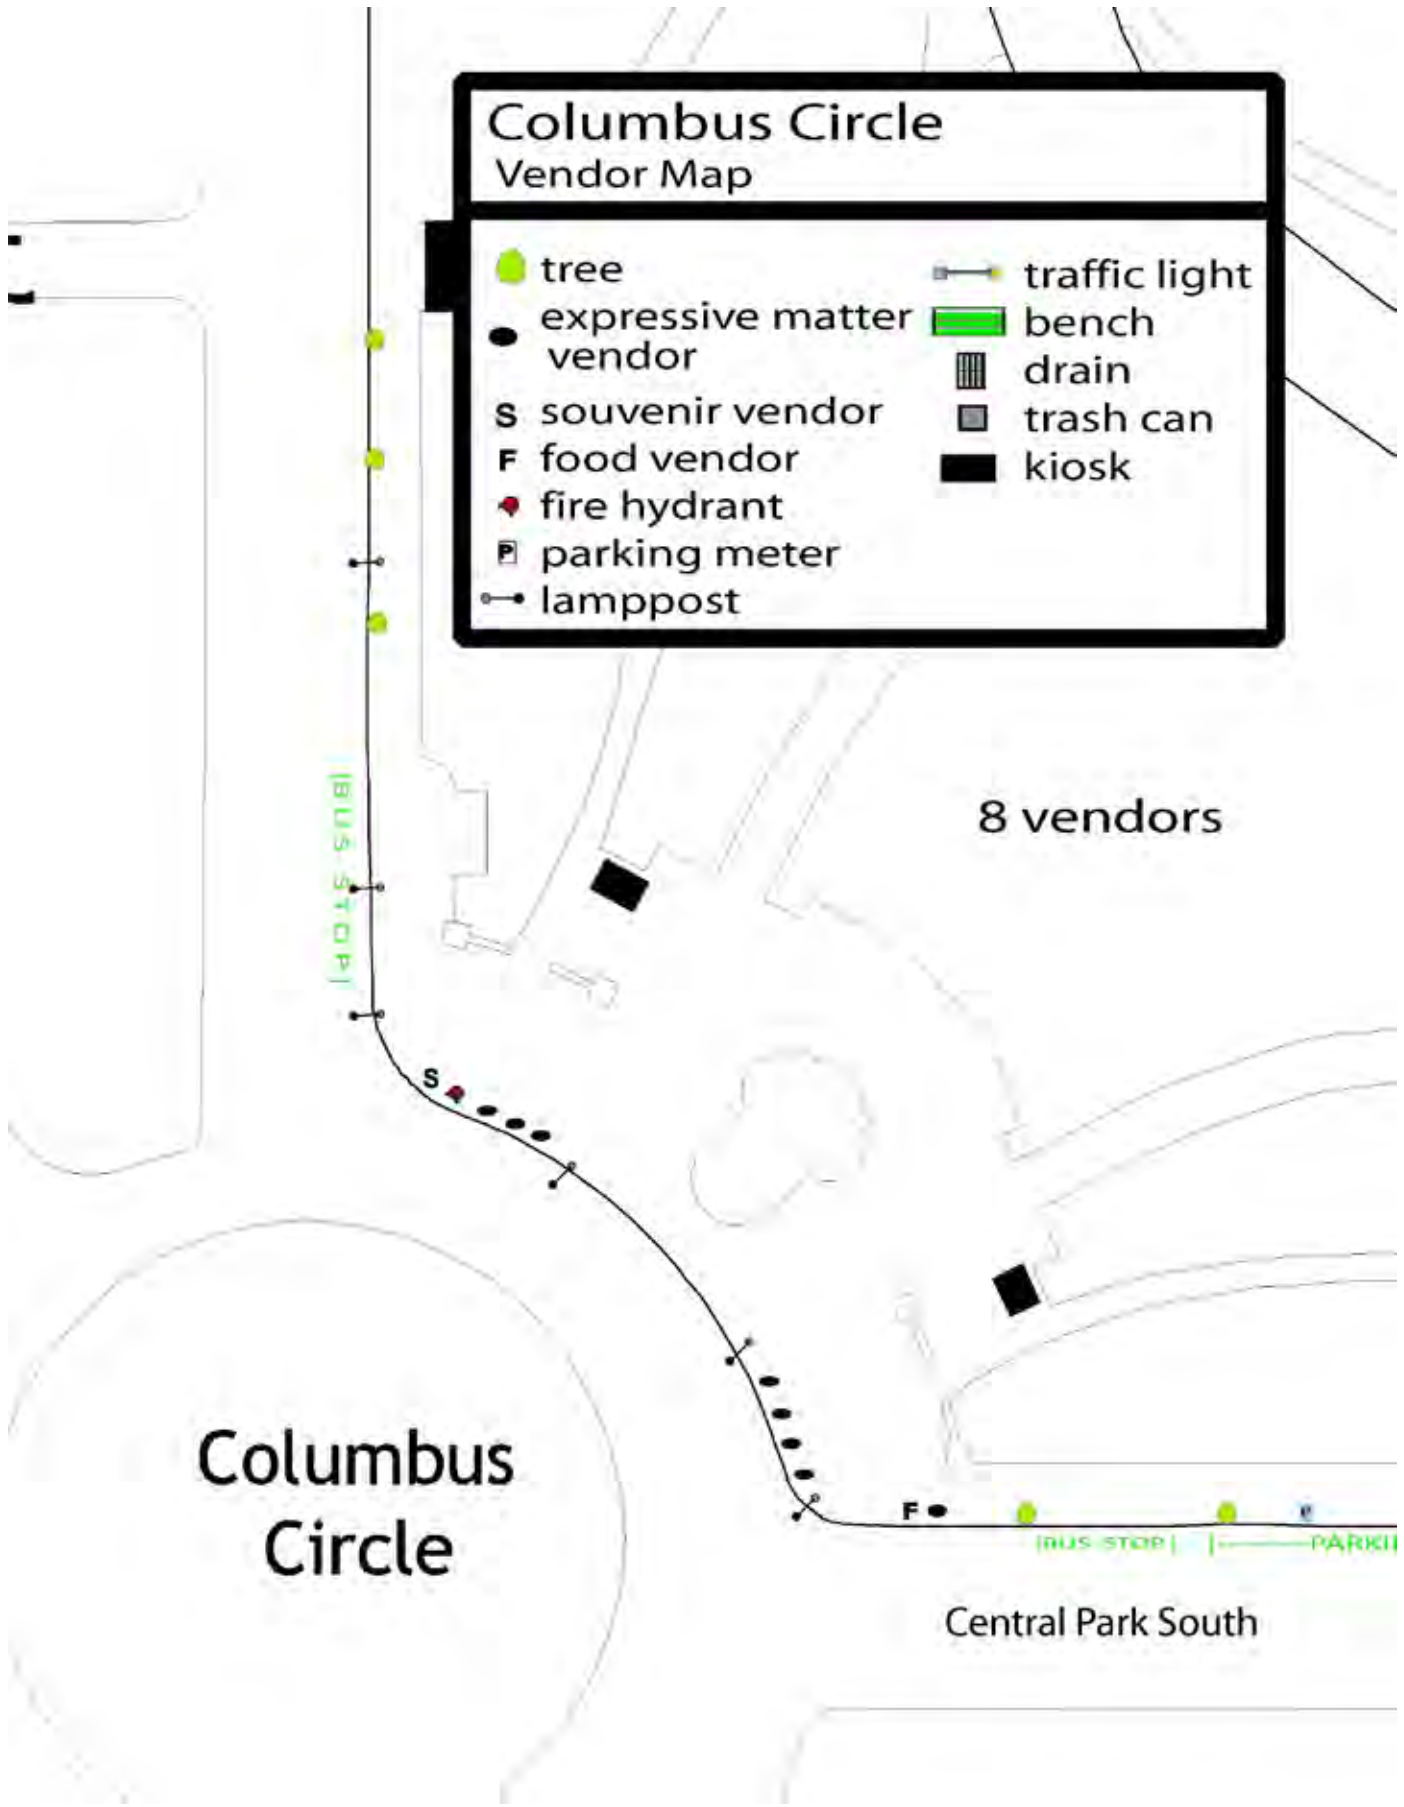 Columbus Circle
Vendor Map
tree
expressive matter
vendor
S souvenir vendor
F food vendor
fire hydrant
P parking meter
lamppost
traffic light
bench
drain
trash can
kiosk
8 vendors
|BUS STOP|
S
Columbus
Circle
F
|BUS STOP|
Central Park South